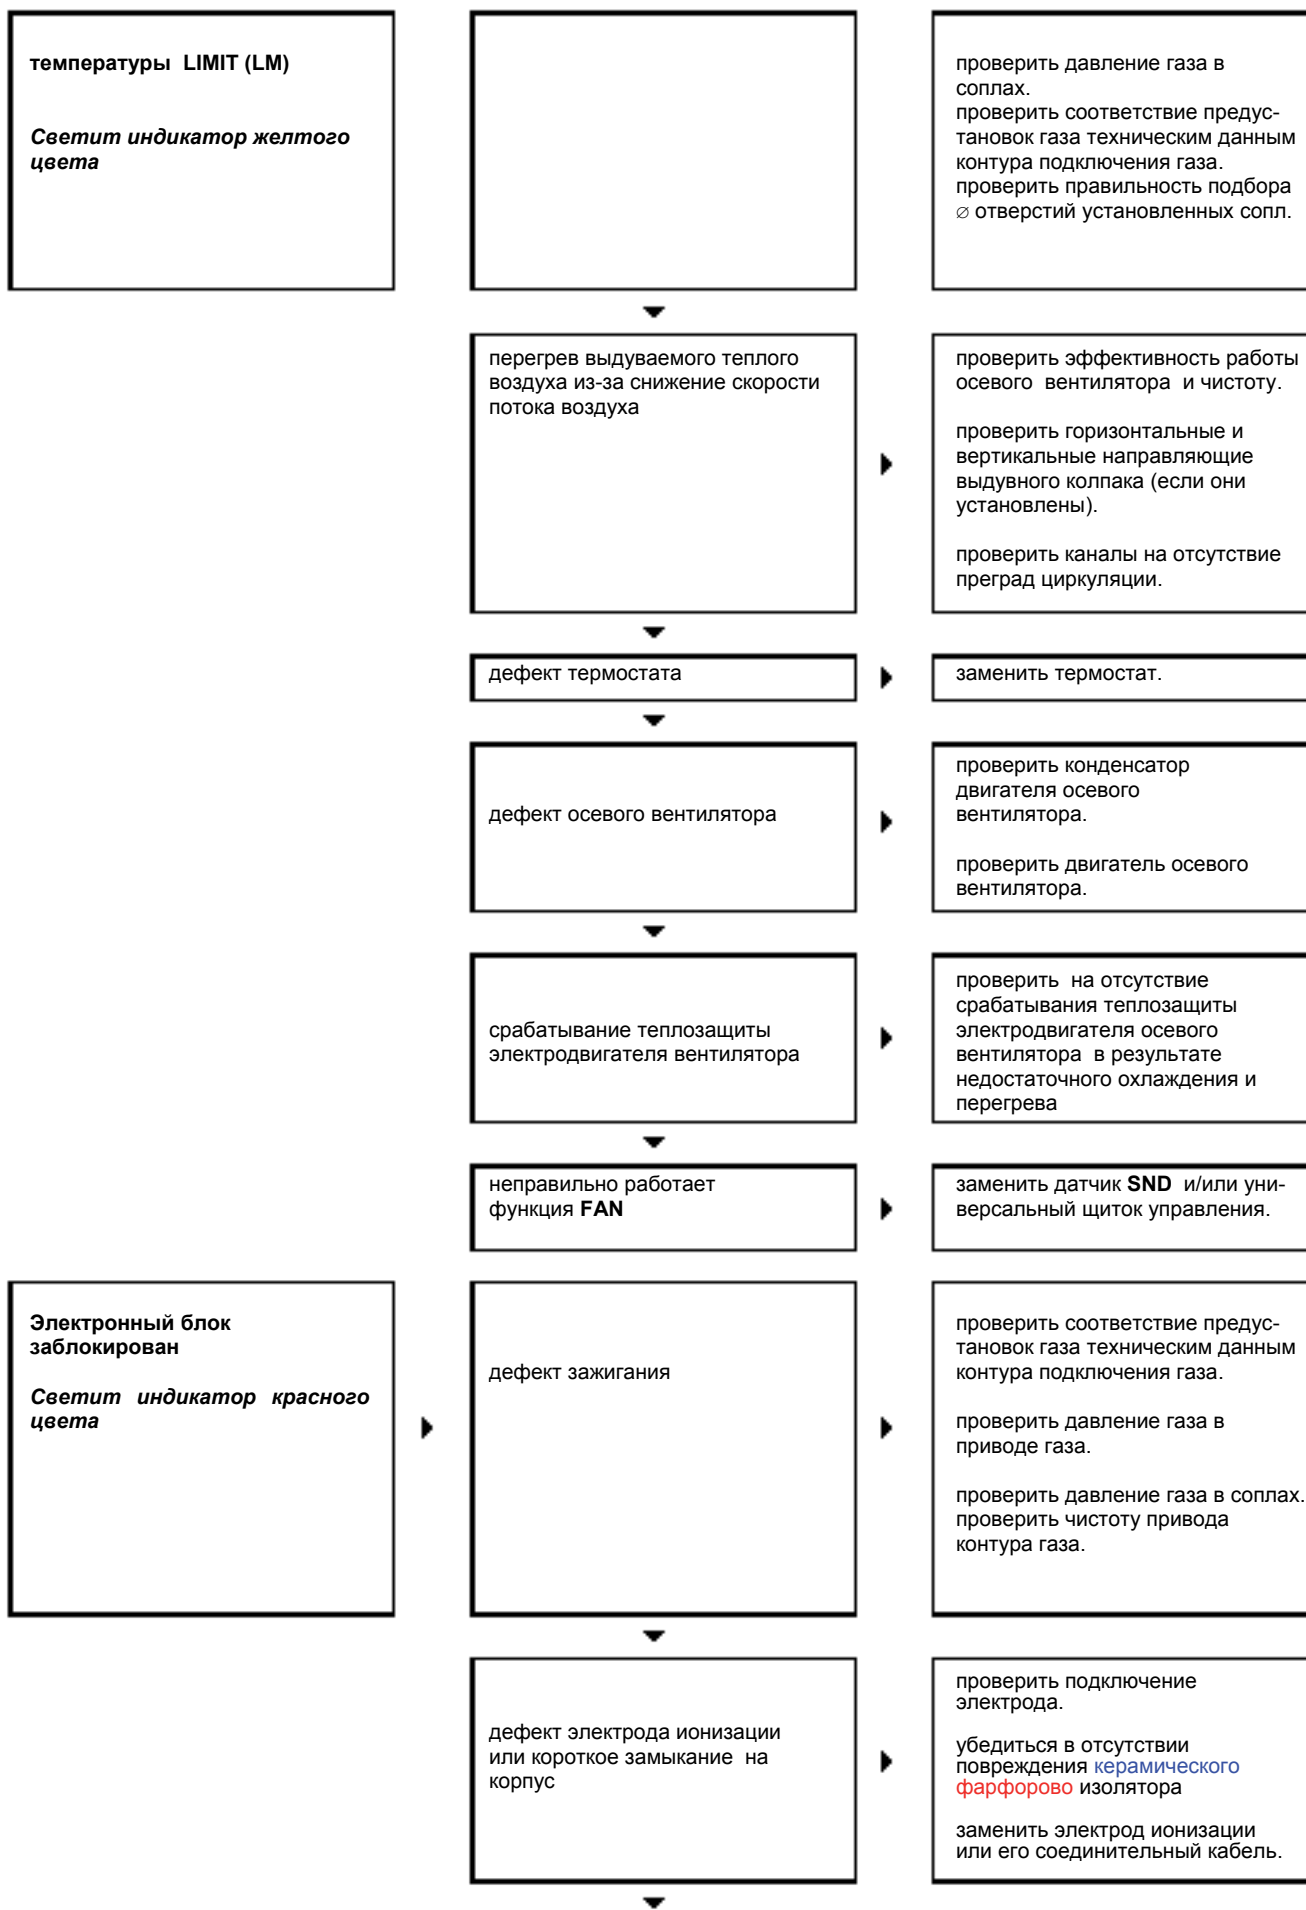 температуры LIMIT (LM)
Светит индикатор желтого
цвета
проверить давление газа в
соплах.
проверить соответствие предус-
тановок газа техническим данным
контура подключения газа.
проверить правильность подбора
∅ отверстий установленных сопл.
перегрев выдуваемого теплого
воздуха из-за снижение скорости
потока воздуха
проверить эффективность работы
осевого вентилятора и чистоту.
проверить горизонтальные и
вертикальные направляющие
выдувного колпака (если они
установлены).
проверить каналы на отсутствие
преград циркуляции.
дефект термостата
заменить термостат.
дефект осевого вентилятора
проверить конденсатор
двигателя осевого
вентилятора.
проверить двигатель осевого
вентилятора.
срабатывание теплозащиты
электродвигателя вентилятора
проверить на отсутствие
срабатывания теплозащиты
электродвигателя осевого
вентилятора в результате
недостаточного охлаждения и
перегрева
неправильно работает
функция FAN
заменить датчик SND и/или уни-
версальный щиток управления.
Электронный блок
заблокирован
Светит индикатор красного
цвета
дефект зажигания
проверить соответствие предус-
тановок газа техническим данным
контура подключения газа.
проверить давление газа в
приводе газа.
проверить давление газа в соплах.
проверить чистоту привода
контура газа.
дефект электрода ионизации
или короткое замыкание на
корпус
проверить подключение
электрода.
убедиться в отсутствии
повреждения керамического
фарфорово изолятора
заменить электрод ионизации
или его соединительный кабель.